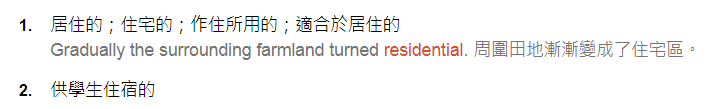 1. 居住的；住宅的；作住所用的；適合於居住的
Gradually the surrounding farmland turned residential. 周圍田地漸漸變成了住宅區。
2. 供學生住宿的